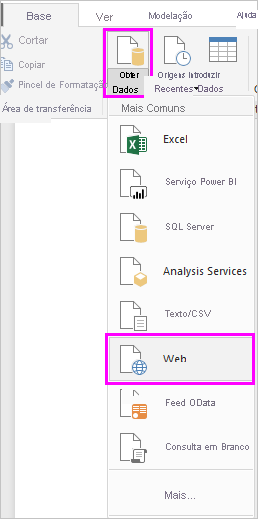 Base Ver Modelação Ajuda
Cortar
Copiar
Pincel de Formatação
Obter Dados
Origens Recentes
Introduzir Dados
Área de transferência
Mais Comuns
Excel
Serviço Power BI
SQL Server
Analysis Services
Texto/CSV
Web
Feed OData
Consulta em Branco
Mais...